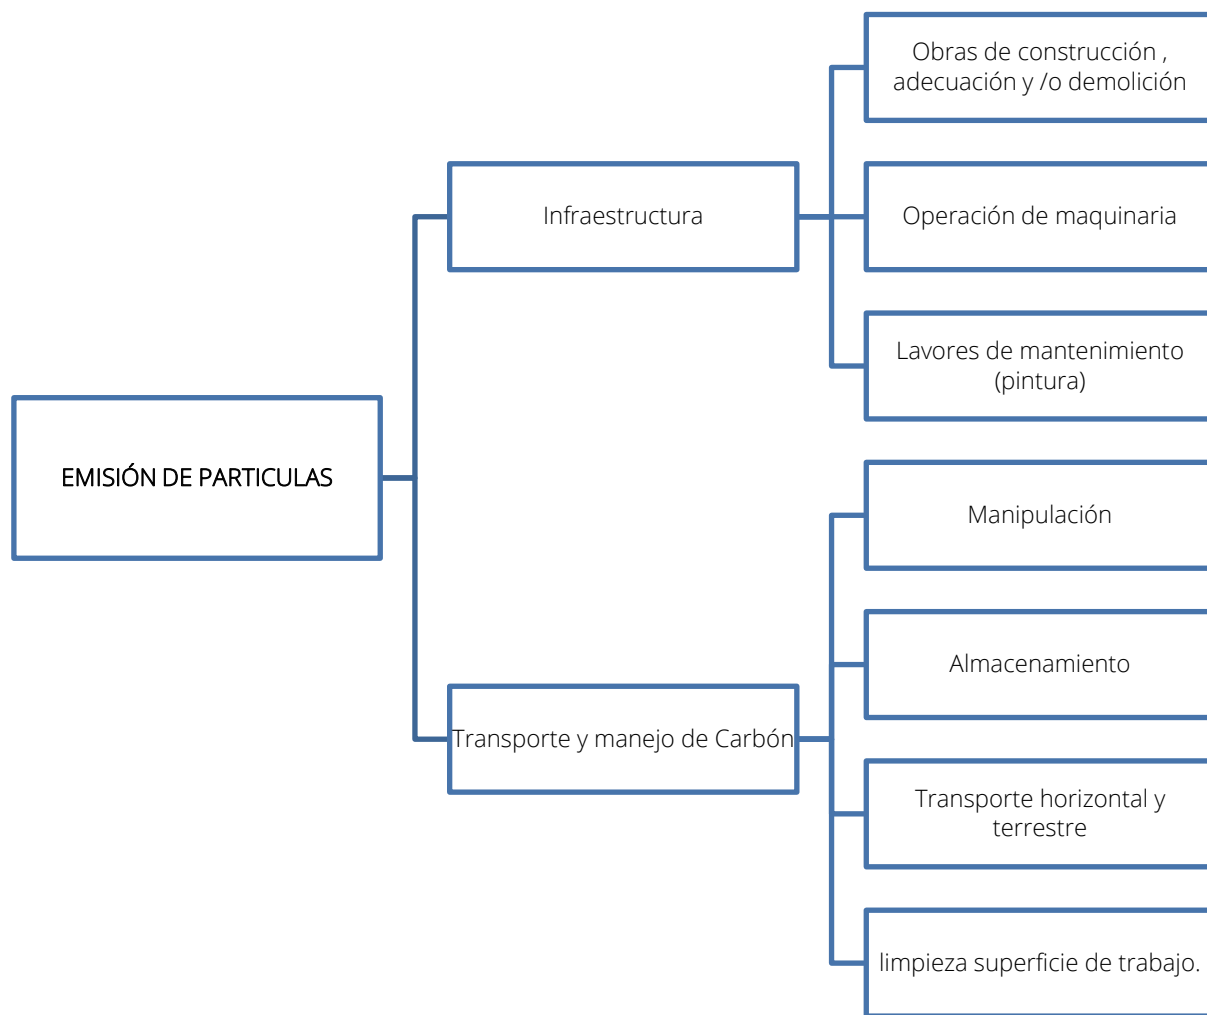 Obras de construcción ,
adecuación y /o demolición
Infraestructura
Operación de maquinaria
Lavores de mantenimiento
(pintura)
EMISIÓN DE PARTICULAS
Manipulación
Almacenamiento
Transporte y manejo de Carbón
Transporte horizontal y
terrestre
limpieza superficie de trabajo.